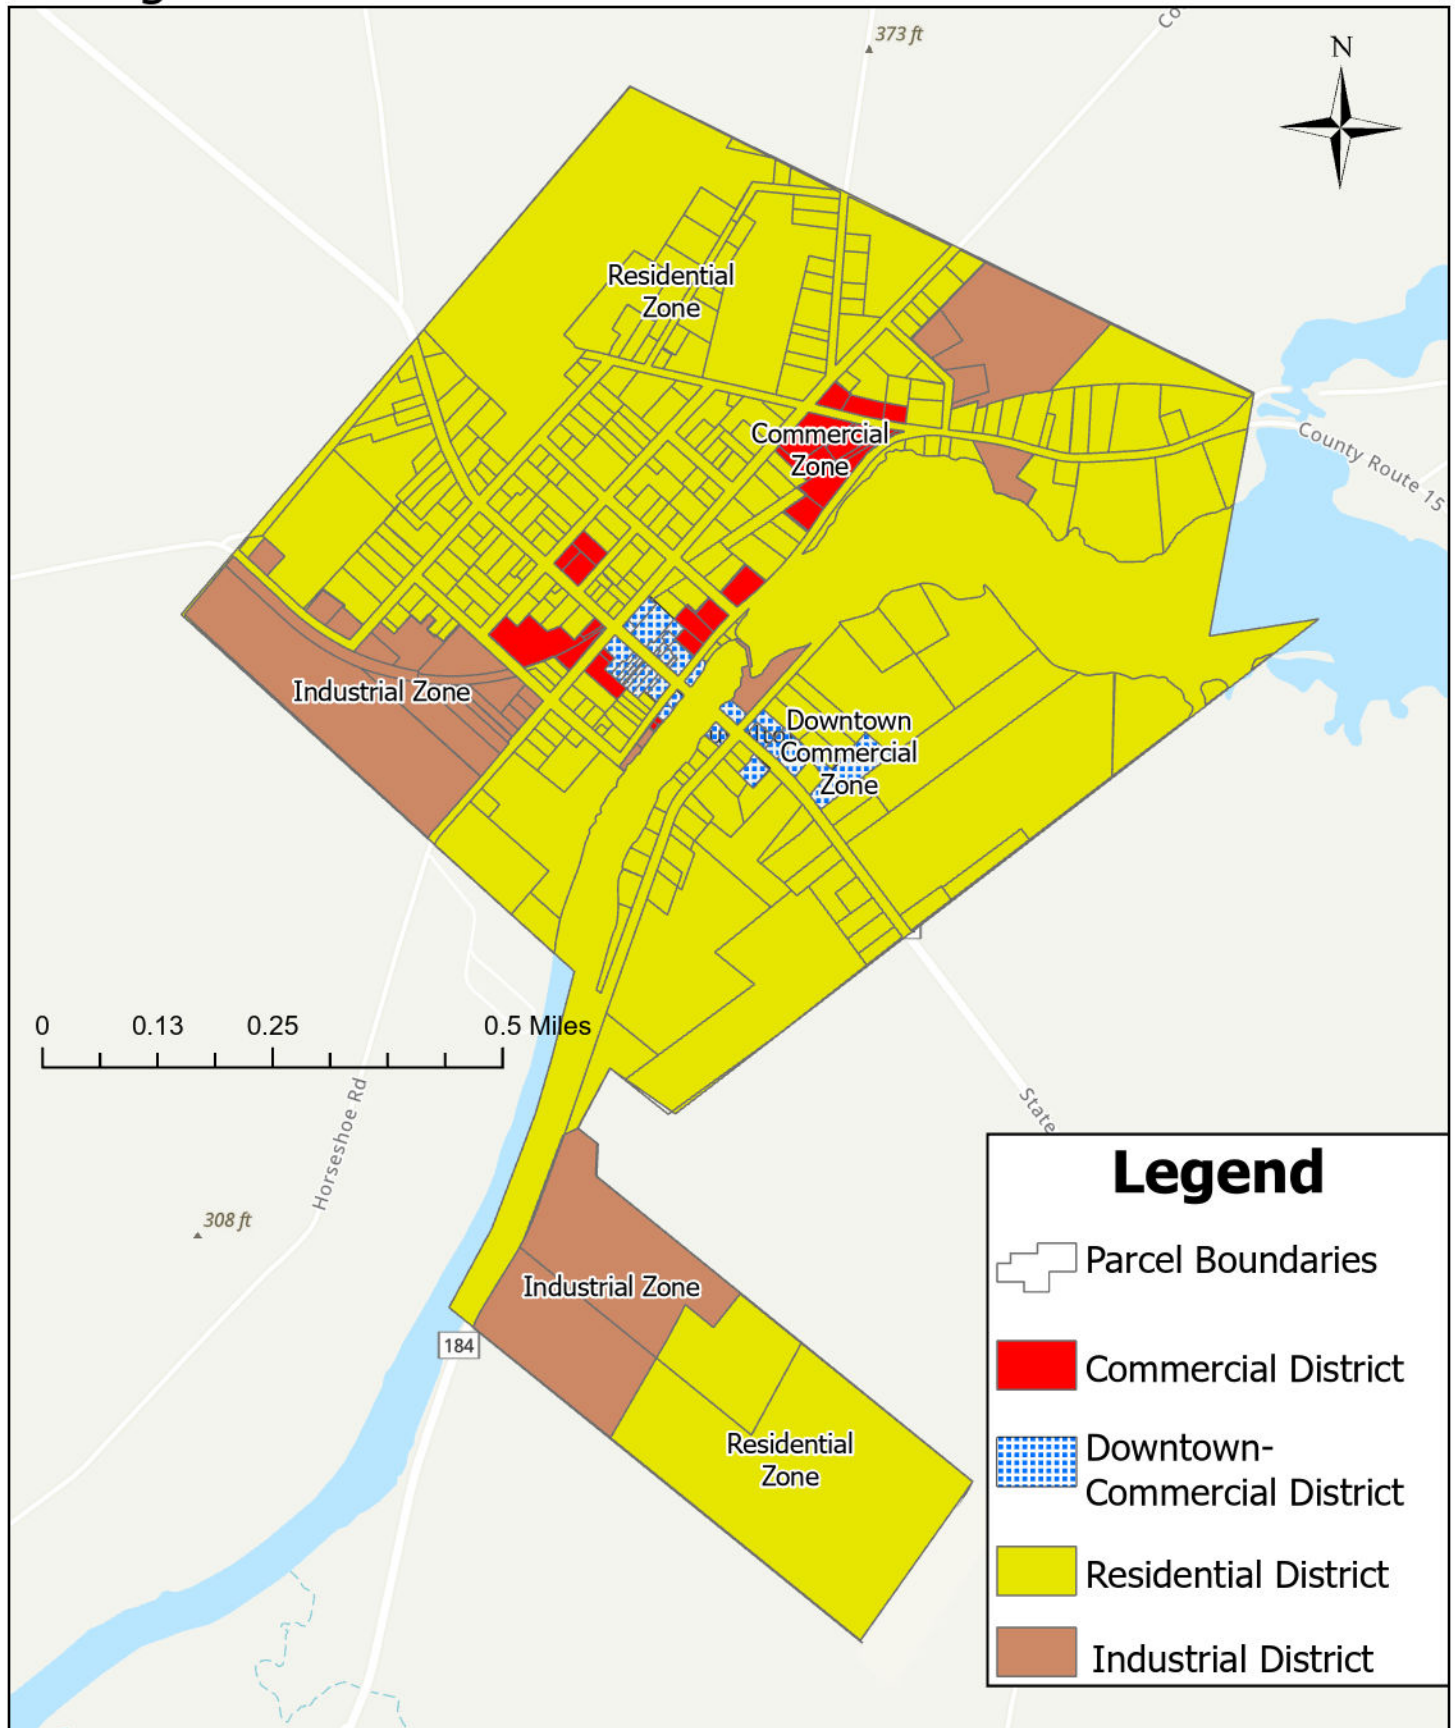 373 ft
Co
N
Residential
Zone
Commercial
Zone
County Route 15
Industrial Zone
Downtown
Commercial
Zone
0 0.13 0.25 0.5 Miles
Horseshoe Rd
State
308 ft
Industrial Zone
184
Residential
Zone
Legend
Parcel Boundaries
Commercial District
Downtown-
Commercial District
Residential District
Industrial District